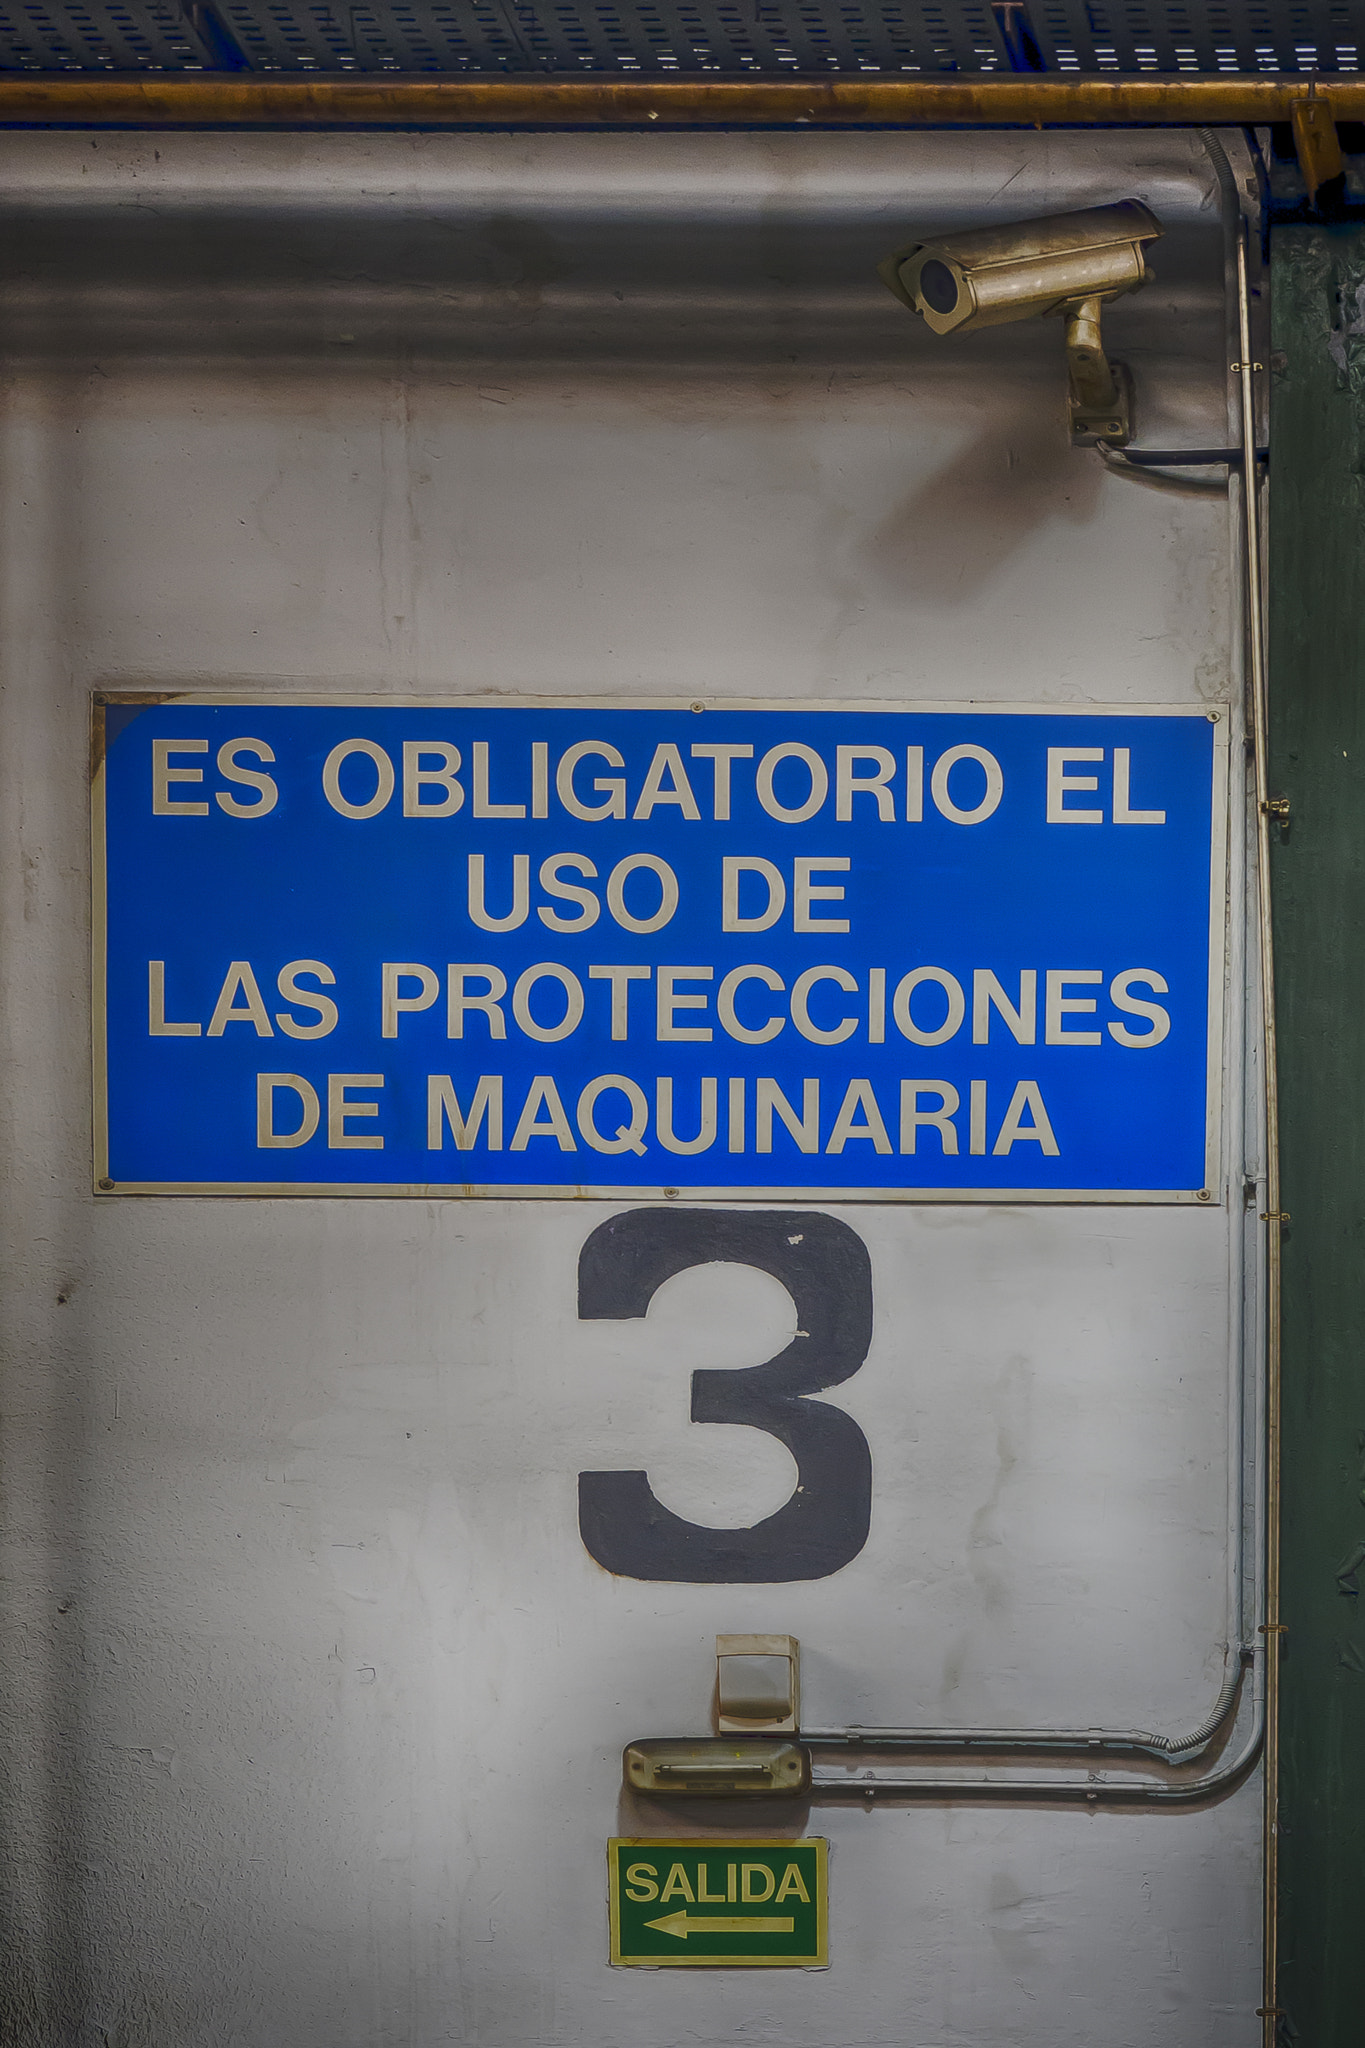 ES OBLIGATORIO EL
USO DE
LAS PROTECCIONES
DE MAQUINARIA
3
SALIDA